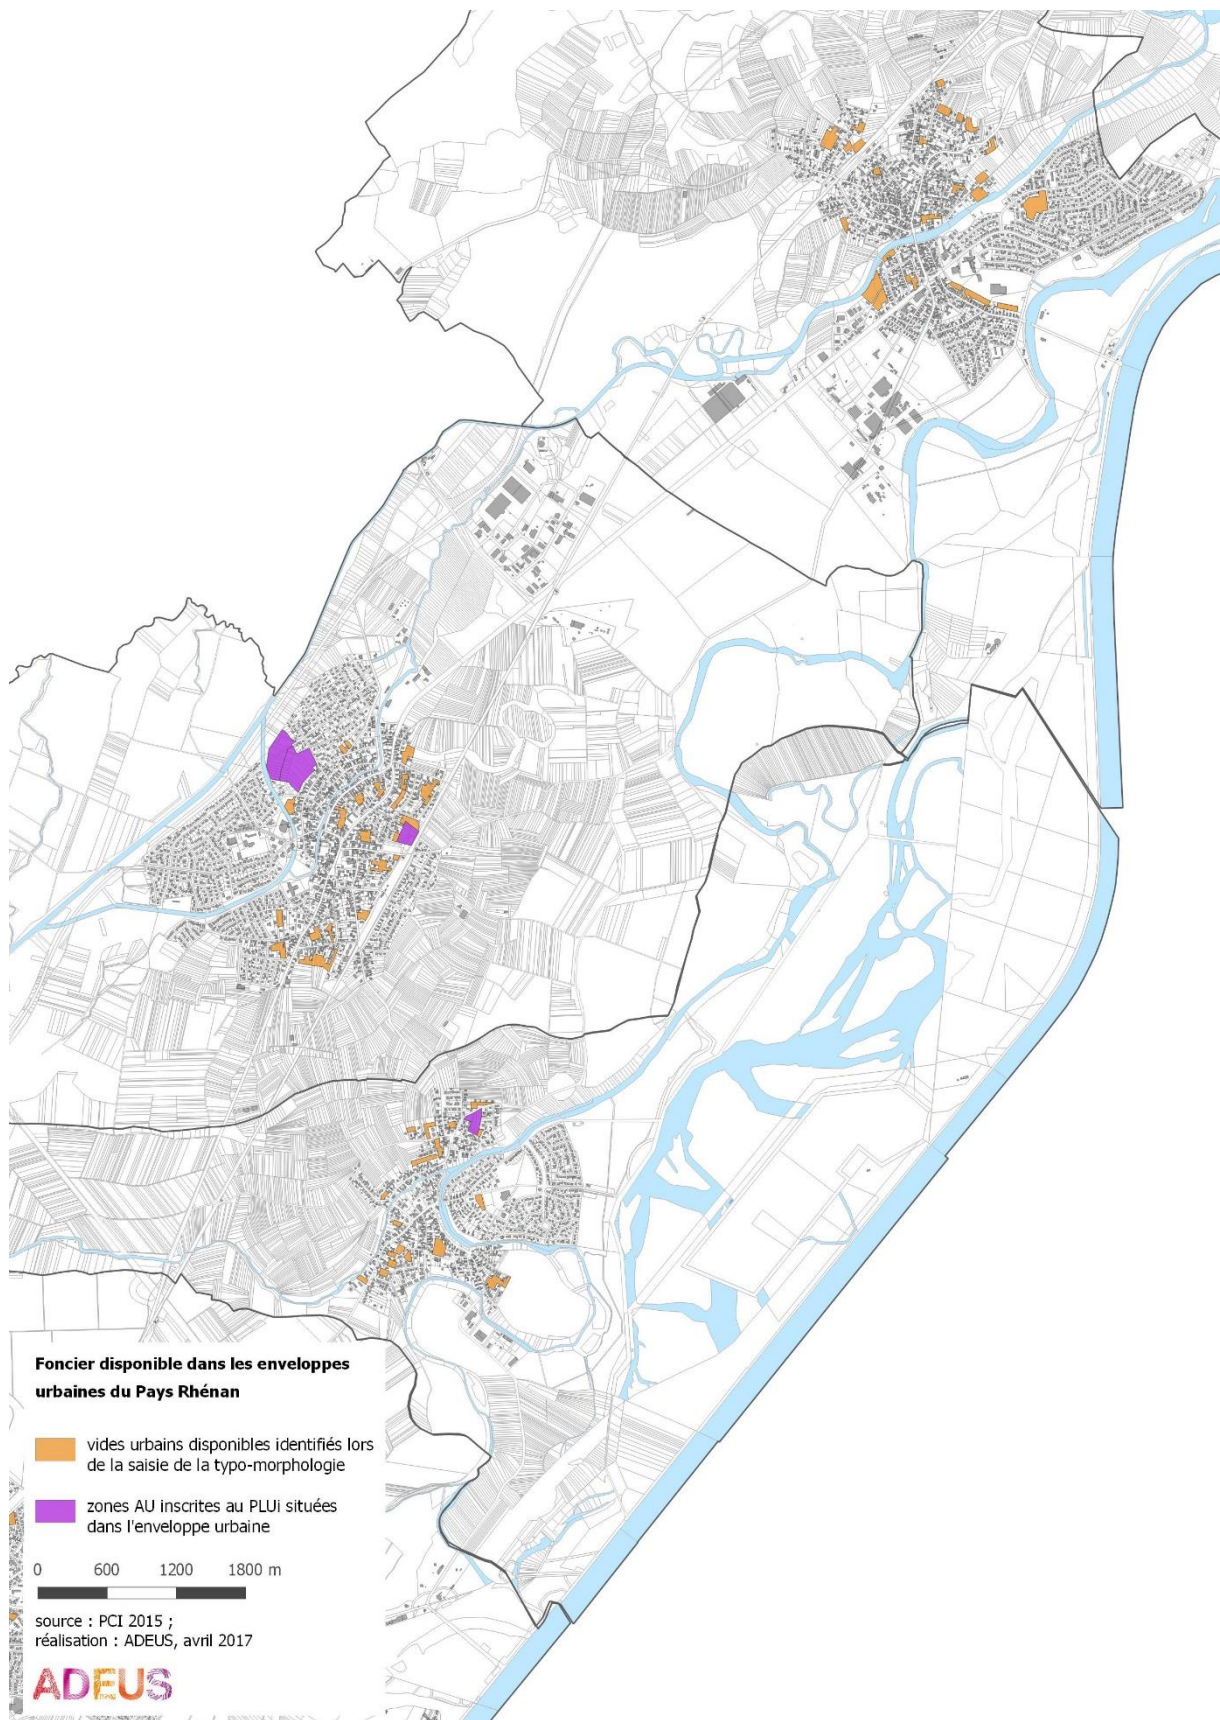 Foncier disponible dans les enveloppes
urbaines du Pays Rhénan
vides urbains disponibles identifiés lors
de la saisie de la typo-morphologie
zones AU inscrites au PLUi situées
dans l'enveloppe urbaine
0 600 1200 1800 m
source : PCI 2015 ;
réalisation : ADEUS, avril 2017
ADEUS